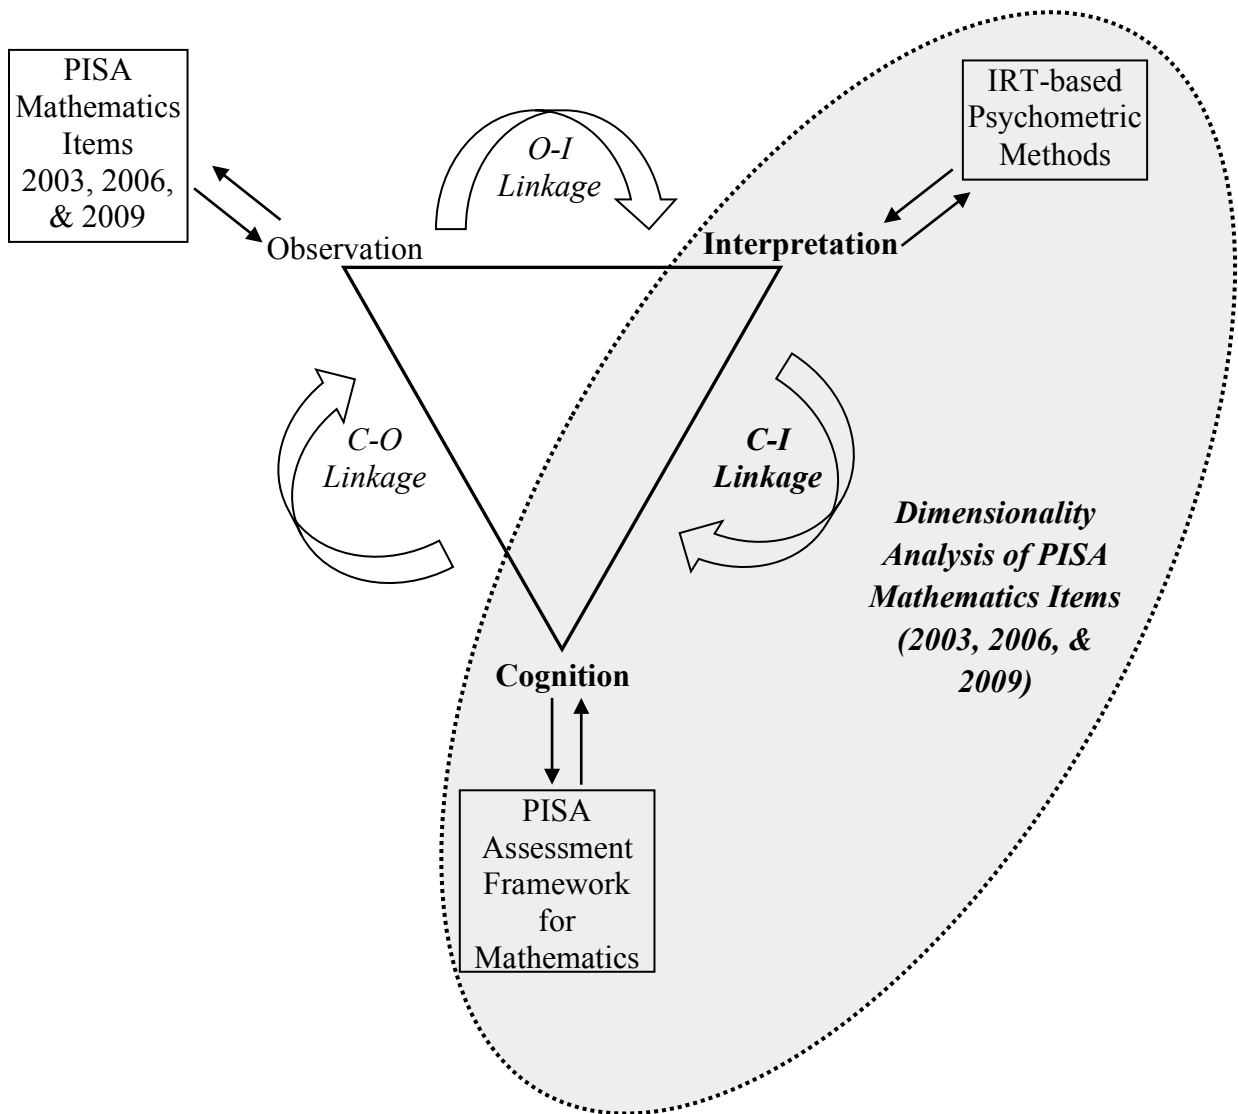 PISA
Mathematics
Items
2003, 2006,
& 2009
IRT-based
Psychometric
Methods
O-I
Linkage
Observation
Interpretation
C-O
Linkage
C-I
Linkage
Dimensionality
Analysis of PISA
Mathematics Items
(2003, 2006, &
2009)
Cognition
PISA
Assessment
Framework
for
Mathematics